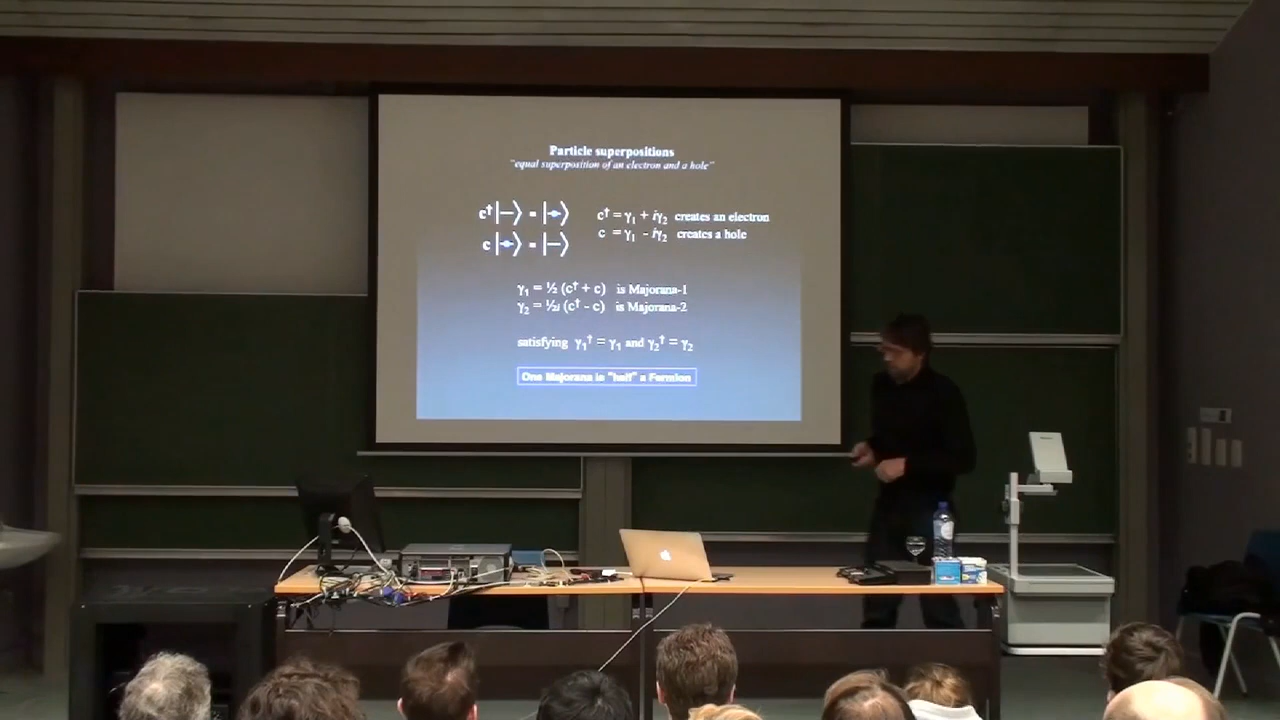 Particle superpositions
"equal superposition of an electron and a hole"
c†|—⟩ = |•⟩
c|•⟩ = |—⟩
c† = γ₁ + iγ₂ creates an electron
c = γ₁ - iγ₂ creates a hole
γ₁ = ½ (c† + c) is Majorana-1
γ₂ = ½i (c† - c) is Majorana-2
satisfying γ₁† = γ₁ and γ₂† = γ₂
One Majorana is "half" a Fermion